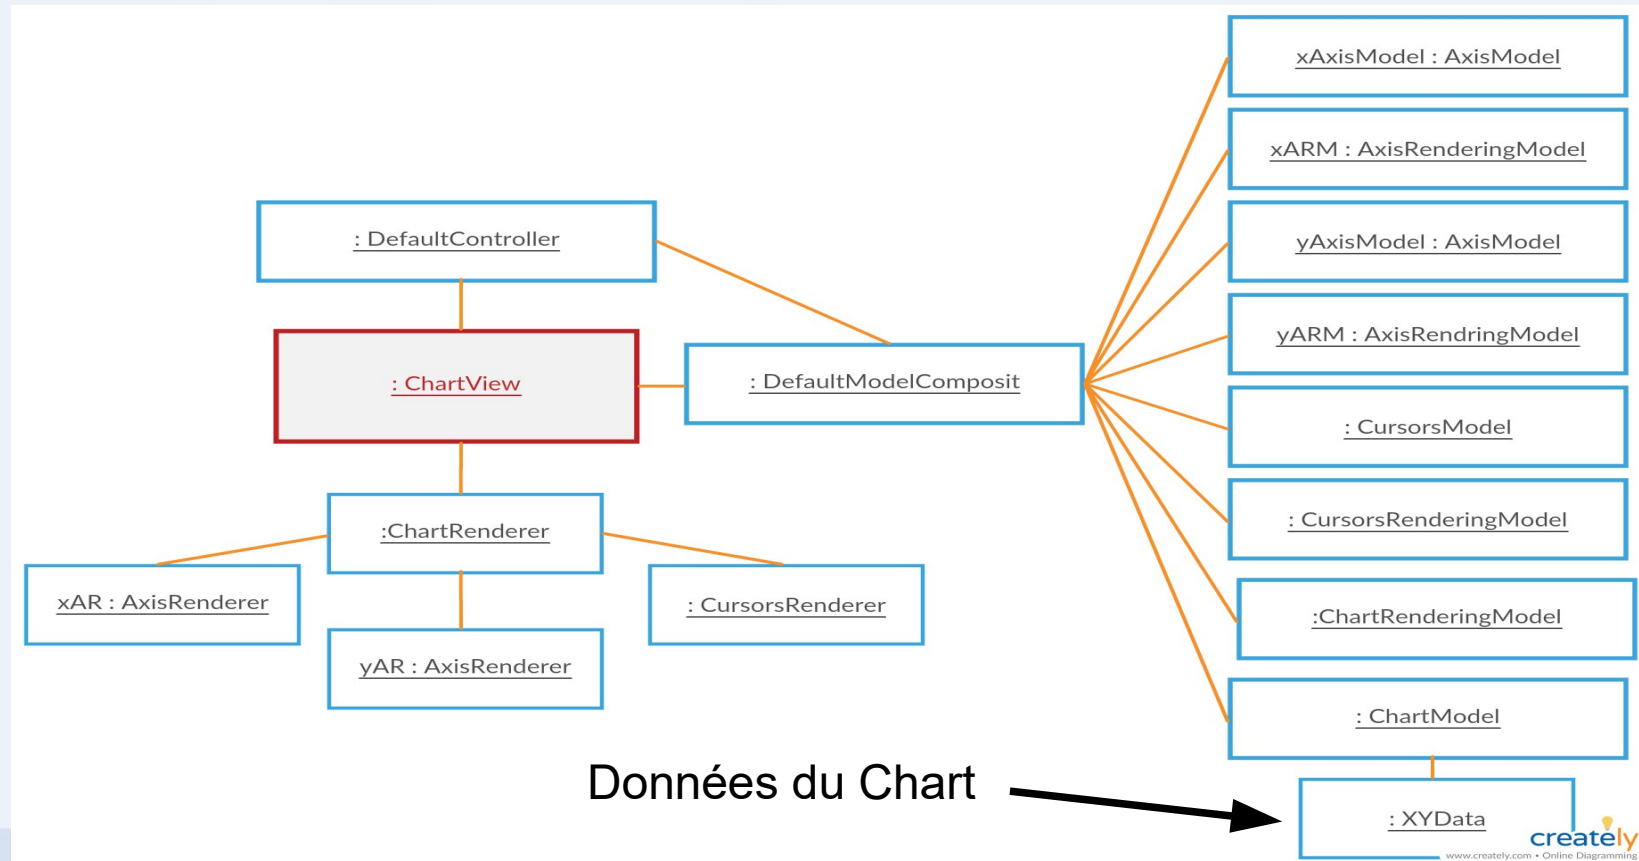 xAxisModel : AxisModel
xARM : AxisRenderingModel
yAxisModel : AxisModel
: DefaultController
yARM : AxisRendringModel
: ChartView
: DefaultModelComposit
: CursorsModel
: CursorsRenderingModel
:ChartRenderer
xAR : AxisRenderer
: CursorsRenderer
:ChartRenderingModel
yAR : AxisRenderer
: ChartModel
Données du Chart
: XYData
creately
www.creately.com • Online Diagramming